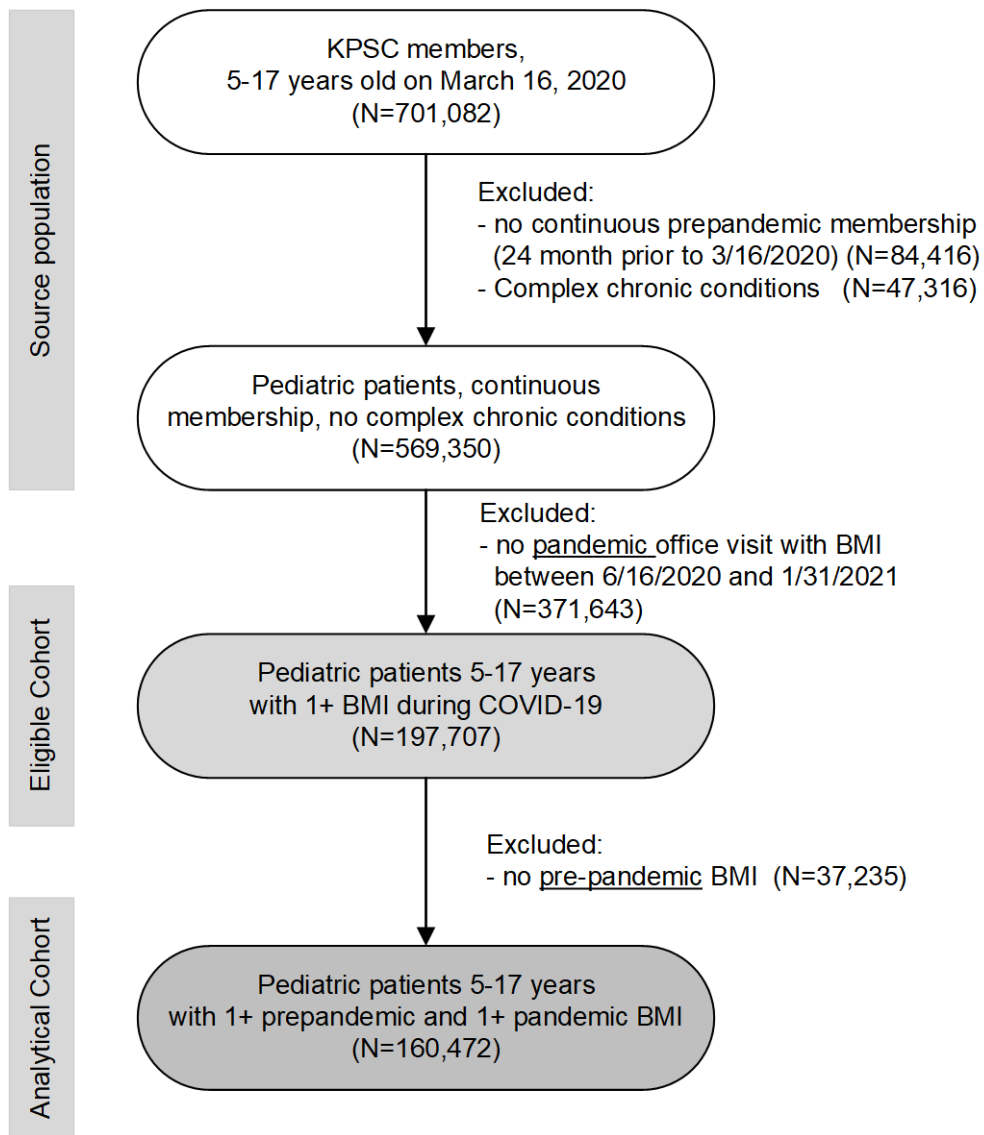 Source population
KPSC members,
5-17 years old on March 16, 2020
(N=701,082)
Excluded:
- no continuous prepandemic membership
(24 month prior to 3/16/2020) (N=84,416)
- Complex chronic conditions (N=47,316)
Pediatric patients, continuous
membership, no complex chronic conditions
(N=569,350)
Excluded:
- no pandemic office visit with BMI
between 6/16/2020 and 1/31/2021
(N=371,643)
Eligible Cohort
Pediatric patients 5-17 years
with 1+ BMI during COVID-19
(N=197,707)
Excluded:
- no pre-pandemic BMI (N=37,235)
Analytical Cohort
Pediatric patients 5-17 years
with 1+ prepandemic and 1+ pandemic BMI
(N=160,472)